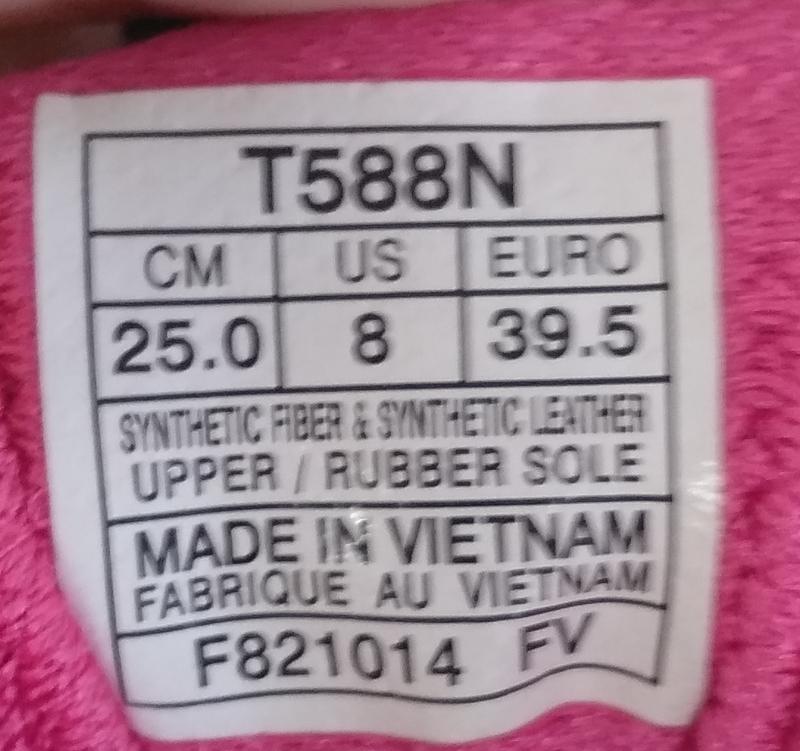 T588N
CM US EURO
25.0 8 39.5
SYNTHETIC FIBER & SYNTHETIC LEATHER
UPPER / RUBBER SOLE
MADE IN VIETNAM
FABRIQUE AU VIETNAM
F821014 FV